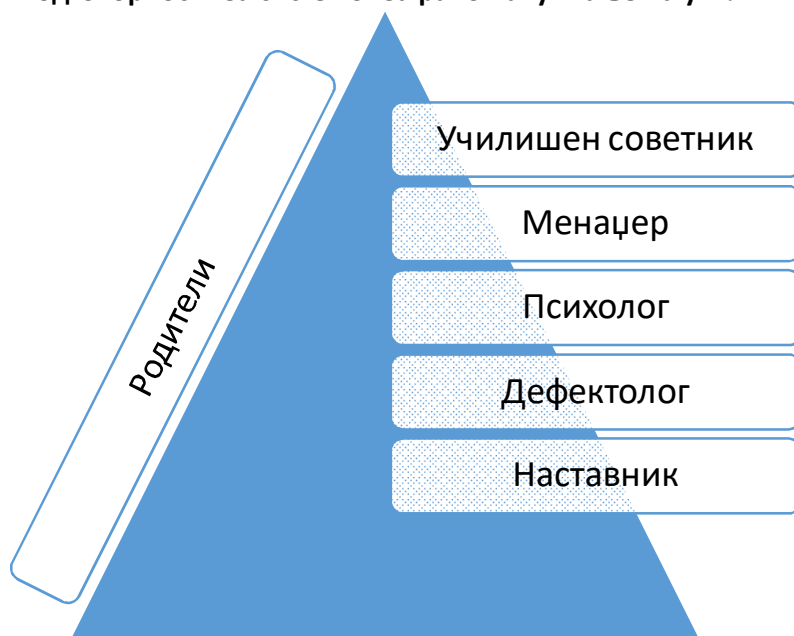 Училишен советник
Менаџер
Психолог
Дефектолог
Наставник
Родители